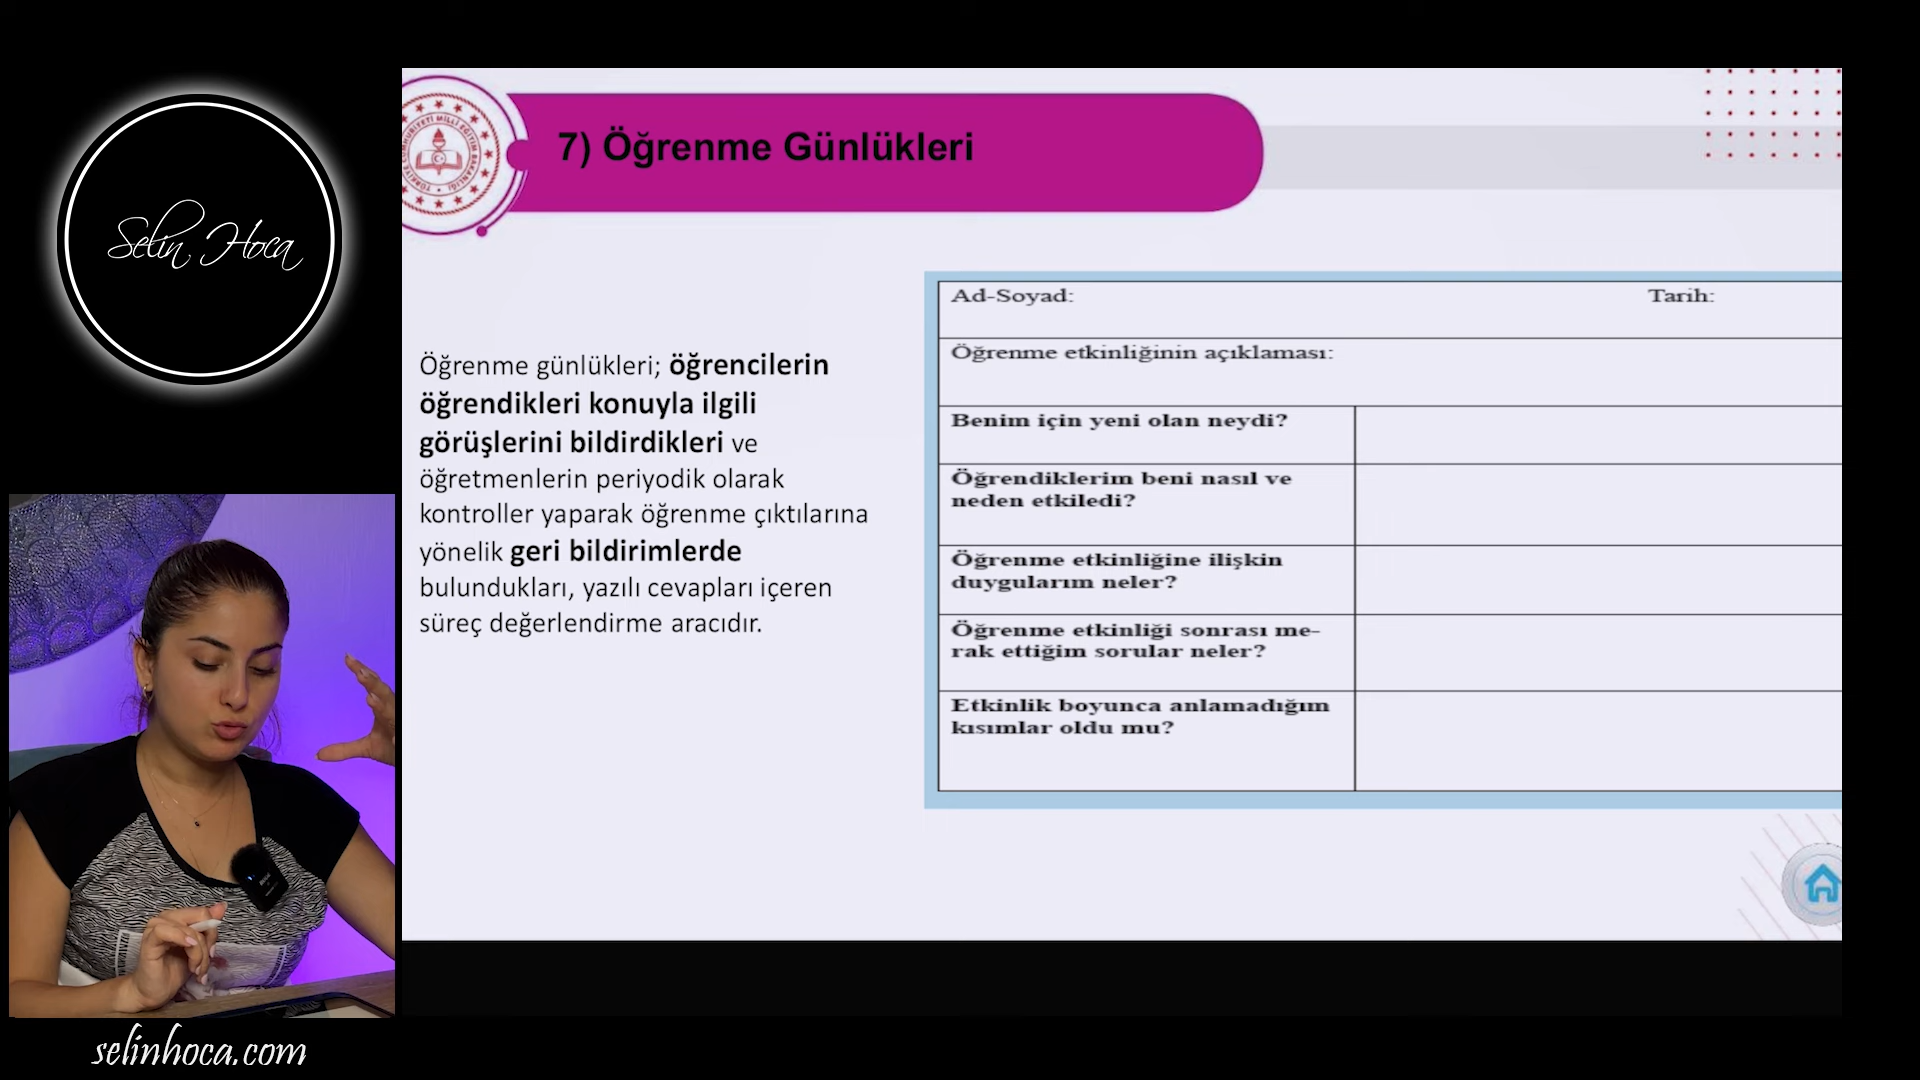 Selin Hoca
7) Öğrenme Günlükleri
Öğrenme günlükleri; öğrencilerin
öğrendikleri konuyla ilgili
görüşlerini bildirdikleri ve
öğretmenlerin periyodik olarak
kontroller yaparak öğrenme çıktılarına
yönelik geri bildirimlerde
bulundukları, yazılı cevapları içeren
süreç değerlendirme aracıdır.
Ad-Soyad: Tarih:
Öğrenme etkinliğinin açıklaması:
Benim için yeni olan neydi?
Öğrendiklerim beni nasıl ve
neden etkiledi?
Öğrenme etkinliğine ilişkin
duygularım neler?
Öğrenme etkinliği sonrası me-
rak ettiğim sorular neler?
Etkinlik boyunca anlamadığım
kısımlar oldu mu?
selinhoca.com